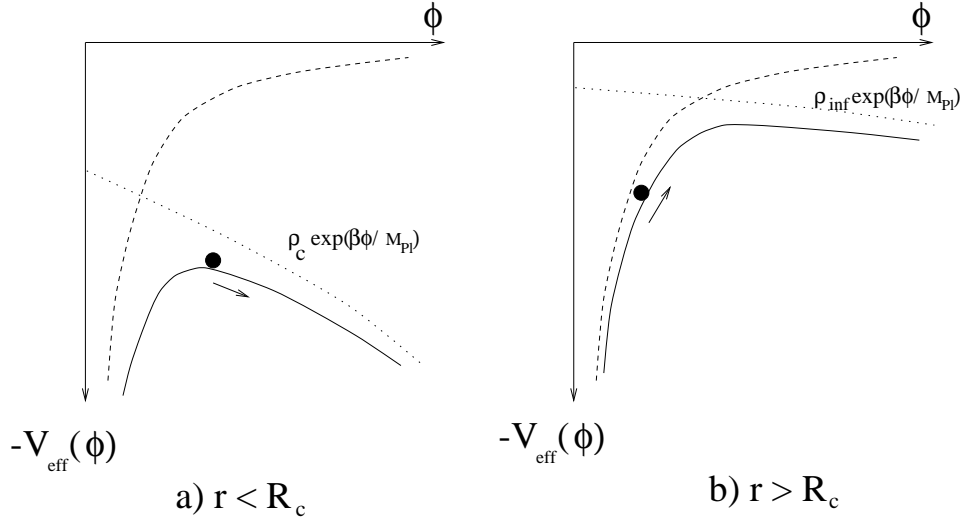 ϕ
ρ_c exp(βϕ/ M_Pl)
-V_eff(ϕ)
a) r < R_c
ϕ
ρ_inf exp(βϕ/ M_Pl)
-V_eff(ϕ)
b) r > R_c